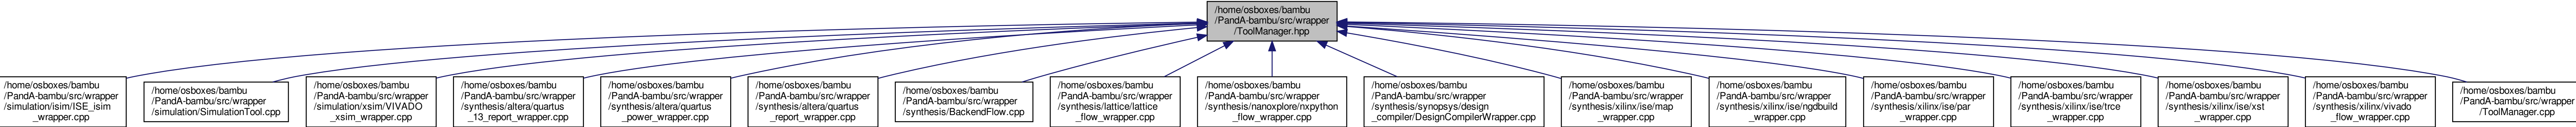 /home/osboxes/bambu
/PandA-bambu/src/wrapper
/ToolManager.hpp
/home/osboxes/bambu
/PandA-bambu/src/wrapper
/simulation/isim/ISE_isim
_wrapper.cpp
/home/osboxes/bambu
/PandA-bambu/src/wrapper
/simulation/SimulationTool.cpp
/home/osboxes/bambu
/PandA-bambu/src/wrapper
/simulation/xsim/VIVADO
_xsim_wrapper.cpp
/home/osboxes/bambu
/PandA-bambu/src/wrapper
/synthesis/altera/quartus
_13_report_wrapper.cpp
/home/osboxes/bambu
/PandA-bambu/src/wrapper
/synthesis/altera/quartus
_power_wrapper.cpp
/home/osboxes/bambu
/PandA-bambu/src/wrapper
/synthesis/altera/quartus
_report_wrapper.cpp
/home/osboxes/bambu
/PandA-bambu/src/wrapper
/synthesis/BackendFlow.cpp
/home/osboxes/bambu
/PandA-bambu/src/wrapper
/synthesis/lattice/lattice
_flow_wrapper.cpp
/home/osboxes/bambu
/PandA-bambu/src/wrapper
/synthesis/nanoxplore/nxpython
_flow_wrapper.cpp
/home/osboxes/bambu
/PandA-bambu/src/wrapper
/synthesis/synopsys/design
_compiler/DesignCompilerWrapper.cpp
/home/osboxes/bambu
/PandA-bambu/src/wrapper
/synthesis/xilinx/ise/map
_wrapper.cpp
/home/osboxes/bambu
/PandA-bambu/src/wrapper
/synthesis/xilinx/ise/ngdbuild
_wrapper.cpp
/home/osboxes/bambu
/PandA-bambu/src/wrapper
/synthesis/xilinx/ise/par
_wrapper.cpp
/home/osboxes/bambu
/PandA-bambu/src/wrapper
/synthesis/xilinx/ise/trce
_wrapper.cpp
/home/osboxes/bambu
/PandA-bambu/src/wrapper
/synthesis/xilinx/ise/xst
_wrapper.cpp
/home/osboxes/bambu
/PandA-bambu/src/wrapper
/synthesis/xilinx/vivado
_flow_wrapper.cpp
/home/osboxes/bambu
/PandA-bambu/src/wrapper
/ToolManager.cpp